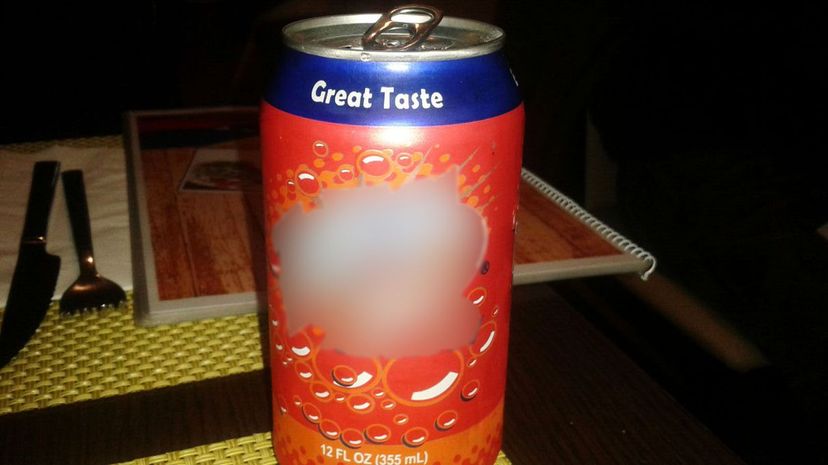 Great Taste
12 FL OZ (355 mL)